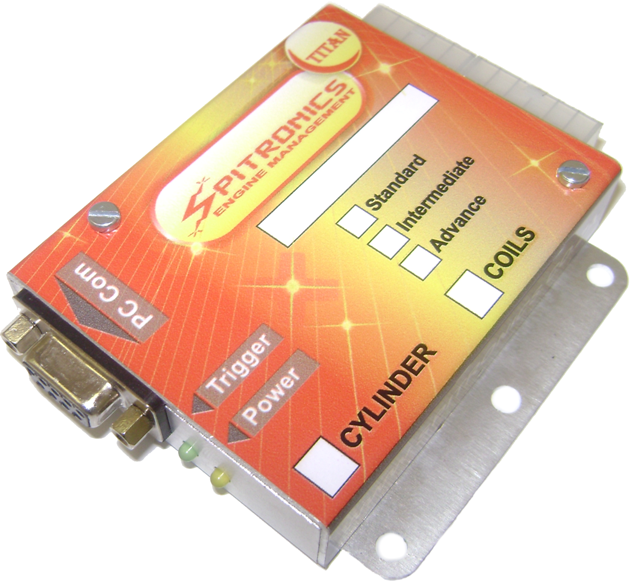 TITAN
SPITRONICS
ENGINE MANAGEMENT
Standard
Intermediate
Advance
COILS
PC Com
Trigger
Power
CYLINDER